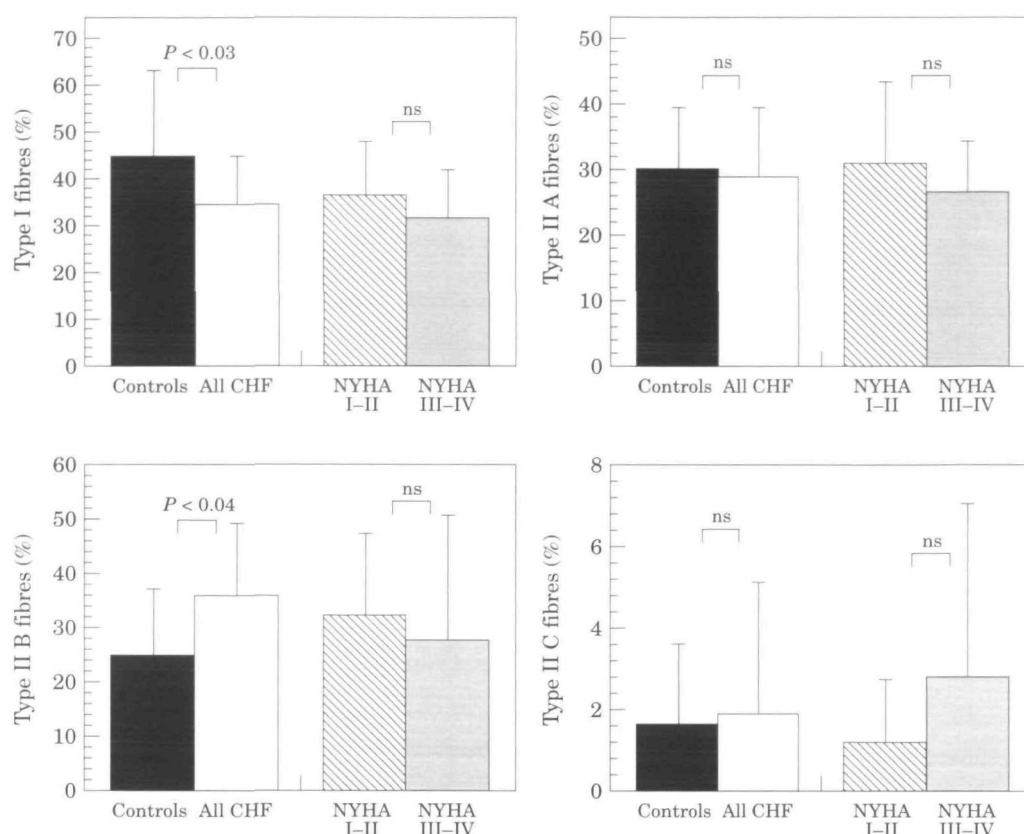 Type I fibres (%)
70
60
50
40
30
20
10
0
P < 0.03
ns
Controls
All CHF
NYHA
I–II
NYHA
III–IV
Type II A fibres (%)
50
40
30
20
10
0
ns
ns
Controls
All CHF
NYHA
I–II
NYHA
III–IV
Type II B fibres (%)
60
50
40
30
20
10
0
P < 0.04
ns
Controls
All CHF
NYHA
I–II
NYHA
III–IV
Type II C fibres (%)
8
6
4
2
0
ns
ns
Controls
All CHF
NYHA
I–II
NYHA
III–IV